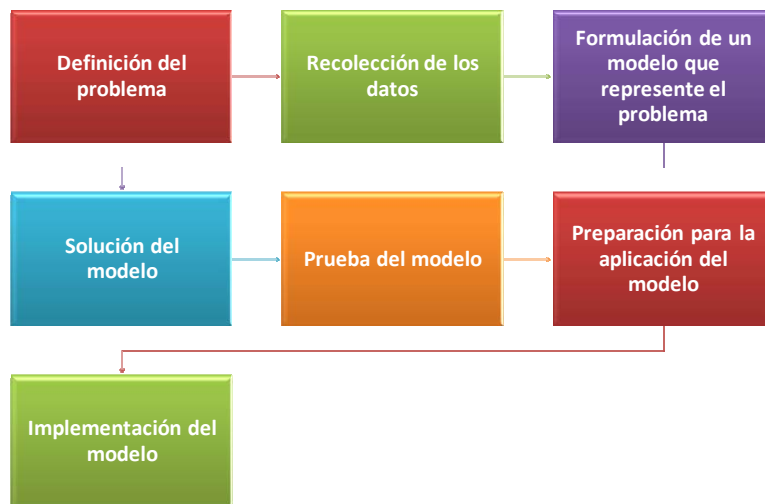 Definición del
problema
Recolección de los
datos
Formulación de un
modelo que
represente el
problema
Solución del
modelo
Prueba del modelo
Preparación para la
aplicación del
modelo
Implementación del
modelo